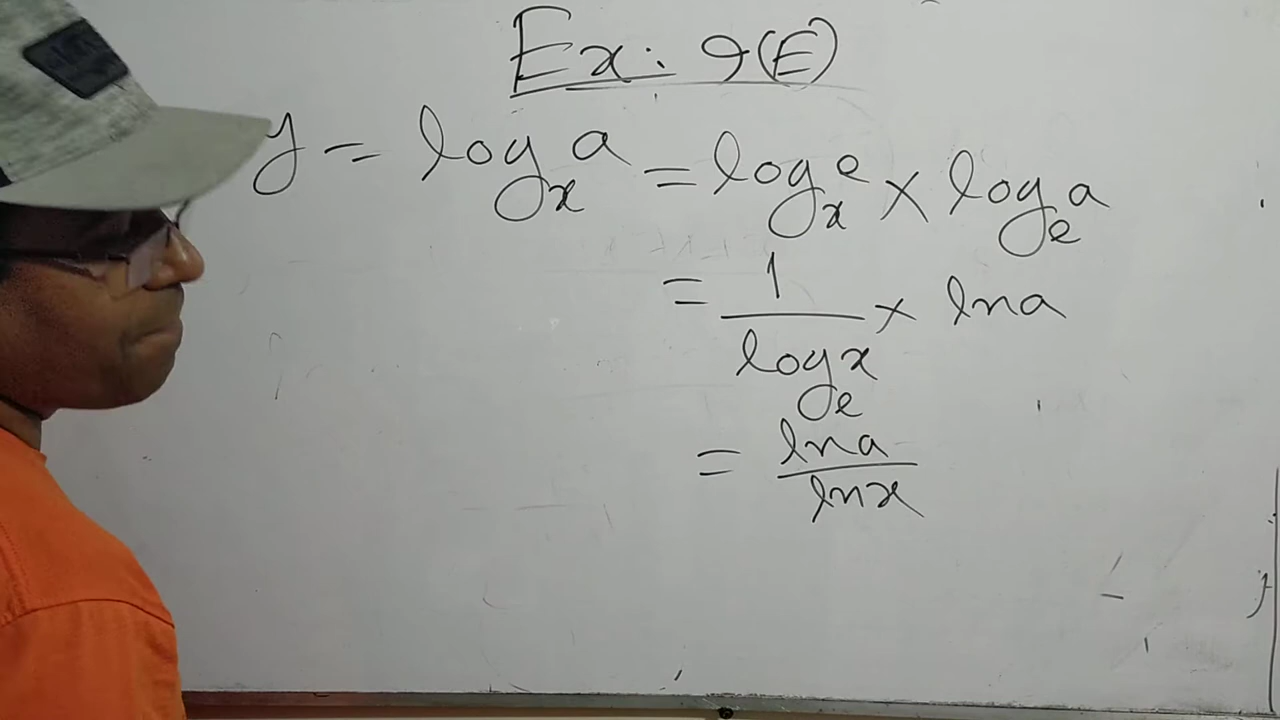 Ex: 9(E)
y = log_x a = log_x e × log_e a
= 1/log_e x × ln a
= ln a/ln x